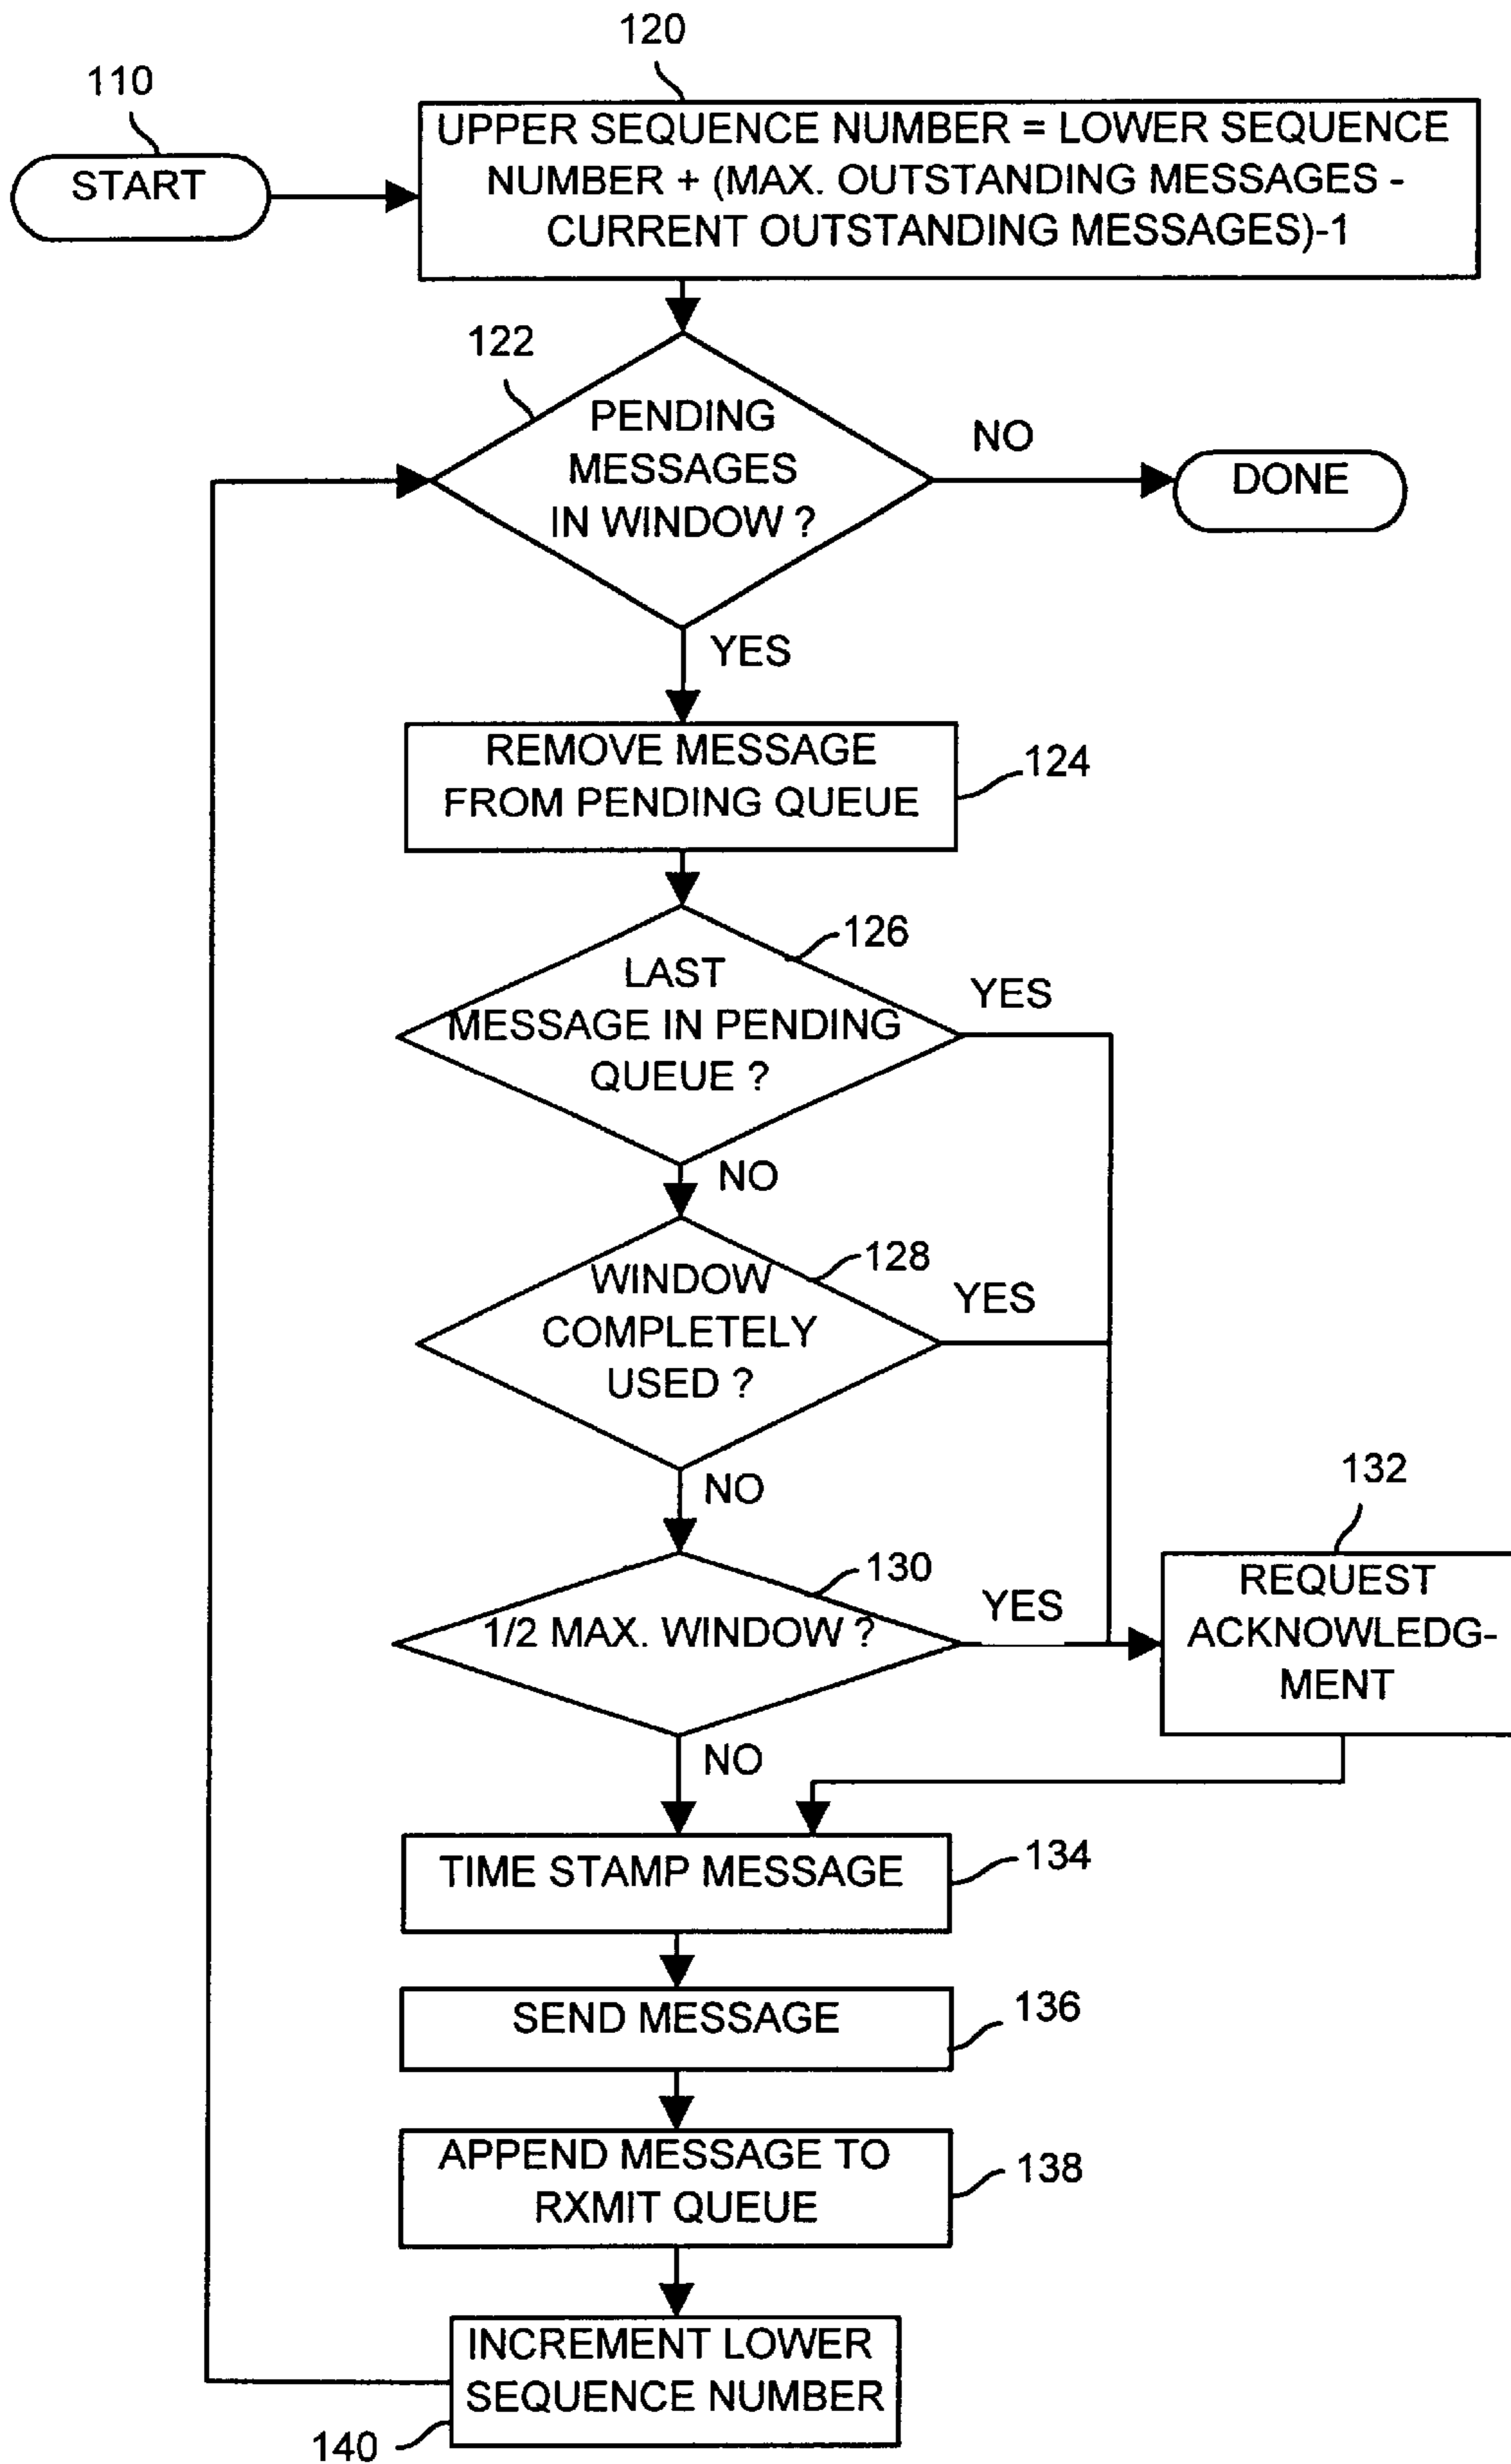 120
110
START
UPPER SEQUENCE NUMBER = LOWER SEQUENCE
NUMBER + (MAX. OUTSTANDING MESSAGES -
CURRENT OUTSTANDING MESSAGES)-1
122
PENDING
MESSAGES
IN WINDOW ?
NO
DONE
YES
REMOVE MESSAGE
FROM PENDING QUEUE
124
126
LAST
MESSAGE IN PENDING
QUEUE ?
YES
NO
128
WINDOW
COMPLETELY
USED ?
YES
NO
130
1/2 MAX. WINDOW ?
YES
132
REQUEST
ACKNOWLEDG-
MENT
NO
TIME STAMP MESSAGE
134
SEND MESSAGE
136
APPEND MESSAGE TO
RXMIT QUEUE
138
INCREMENT LOWER
SEQUENCE NUMBER
140